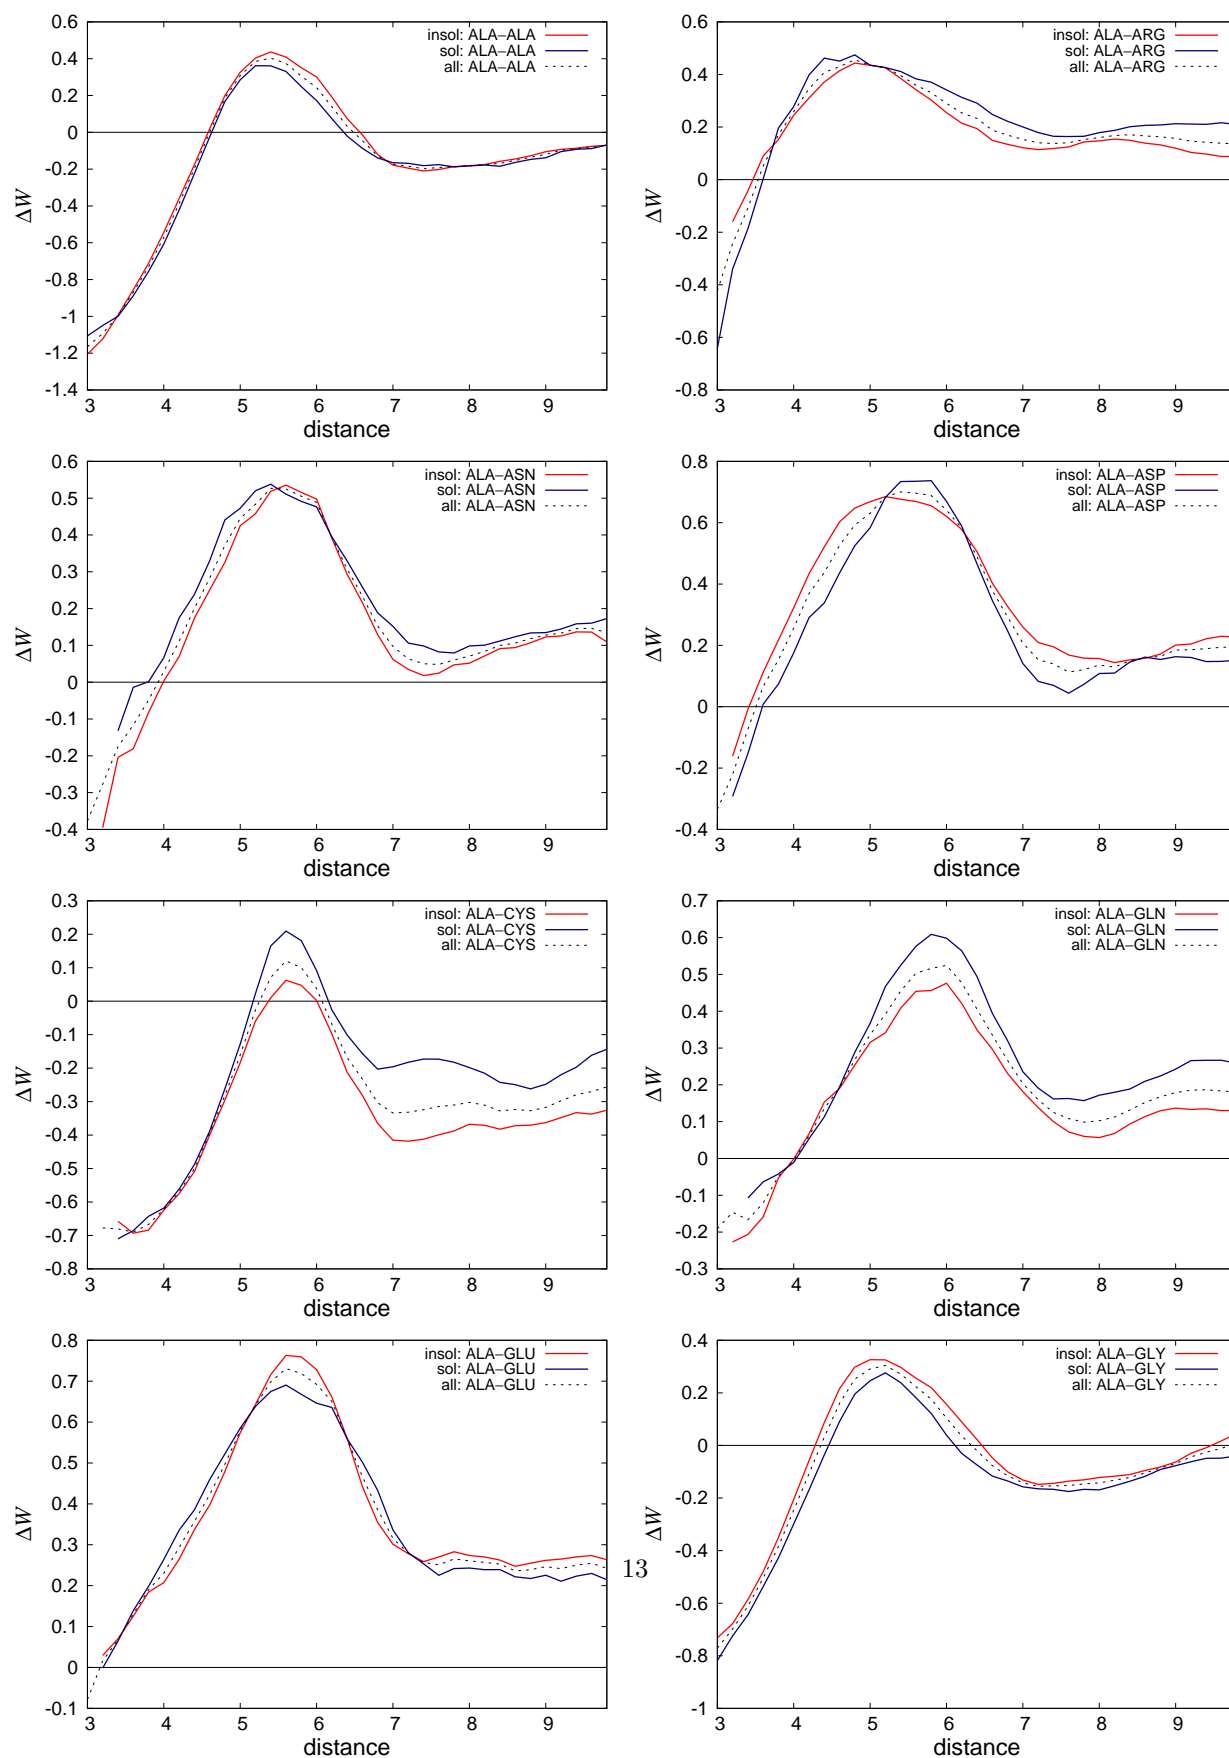 0.6
0.4
0.2
0
-0.2
-0.4
-0.6
-0.8
-1
-1.2
-1.4
3 4 5 6 7 8 9
ΔW
distance
insol: ALA–ALA
sol: ALA–ALA
all: ALA–ALA
0.6
0.4
0.2
0
-0.2
-0.4
-0.6
-0.8
3 4 5 6 7 8 9
ΔW
distance
insol: ALA–ARG
sol: ALA–ARG
all: ALA–ARG
0.6
0.5
0.4
0.3
0.2
0.1
0
-0.1
-0.2
-0.3
-0.4
3 4 5 6 7 8 9
ΔW
distance
insol: ALA–ASN
sol: ALA–ASN
all: ALA–ASN
0.8
0.6
0.4
0.2
0
-0.2
-0.4
3 4 5 6 7 8 9
ΔW
distance
insol: ALA–ASP
sol: ALA–ASP
all: ALA–ASP
0.3
0.2
0.1
0
-0.1
-0.2
-0.3
-0.4
-0.5
-0.6
-0.7
-0.8
3 4 5 6 7 8 9
ΔW
distance
insol: ALA–CYS
sol: ALA–CYS
all: ALA–CYS
0.7
0.6
0.5
0.4
0.3
0.2
0.1
0
-0.1
-0.2
-0.3
3 4 5 6 7 8 9
ΔW
distance
insol: ALA–GLN
sol: ALA–GLN
all: ALA–GLN
0.8
0.7
0.6
0.5
0.4
0.3
0.2
0.1
0
-0.1
3 4 5 6 7 8 9
ΔW
distance
insol: ALA–GLU
sol: ALA–GLU
all: ALA–GLU
0.4
0.2
0
-0.2
-0.4
-0.6
-0.8
-1
3 4 5 6 7 8 9
ΔW
distance
insol: ALA–GLY
sol: ALA–GLY
all: ALA–GLY
13